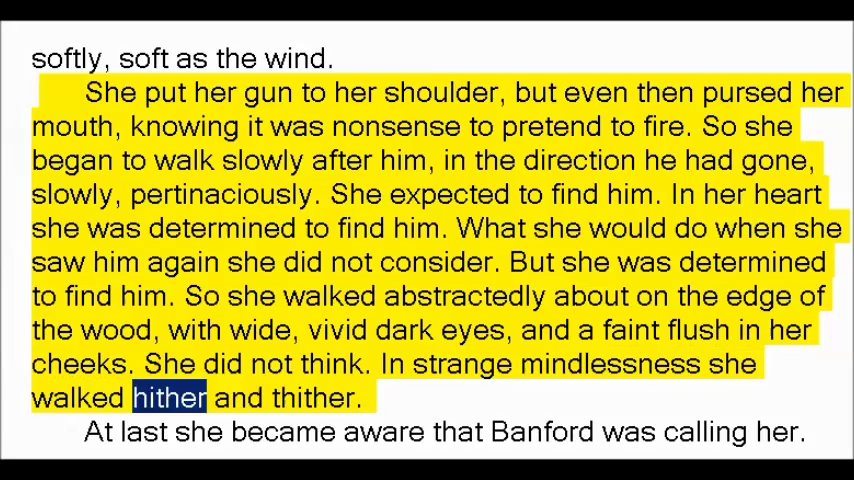 softly, soft as the wind.
She put her gun to her shoulder, but even then pursed her
mouth, knowing it was nonsense to pretend to fire. So she
began to walk slowly after him, in the direction he had gone,
slowly, pertinaciously. She expected to find him. In her heart
she was determined to find him. What she would do when she
saw him again she did not consider. But she was determined
to find him. So she walked abstractedly about on the edge of
the wood, with wide, vivid dark eyes, and a faint flush in her
cheeks. She did not think. In strange mindlessness she
walked hither and thither.
At last she became aware that Banford was calling her.